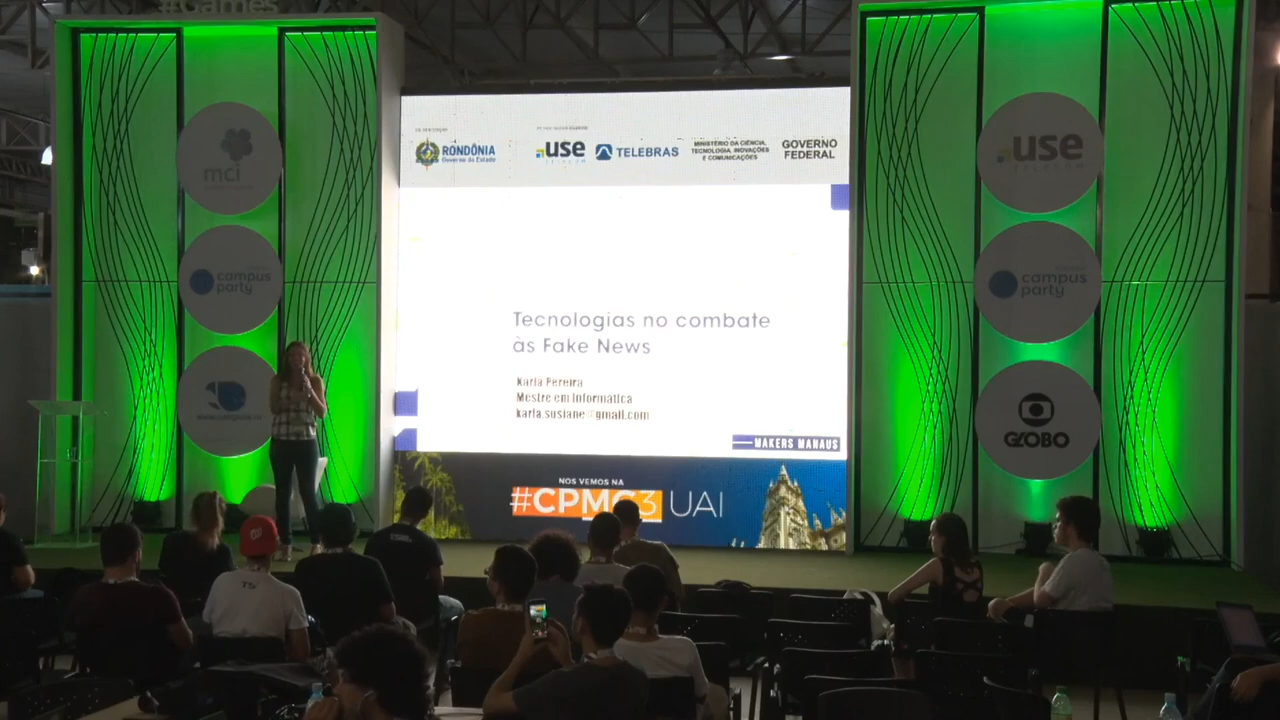 #Games
mci
campus
party
RONDÔNIA
Governo do Estado
use
TELEBRAS
MINISTÉRIO DA CIÊNCIA,
TECNOLOGIA, INOVAÇÕES
E COMUNICAÇÕES
GOVERNO
FEDERAL
Tecnologias no combate
às Fake News
Karla Pereira
Mestre em Informática
karla.susiane@gmail.com
MAKERS MANAUS
NOS VEMOS NA
#CPMG3 UAI
use
TELECOM
campus
party
GLOBO